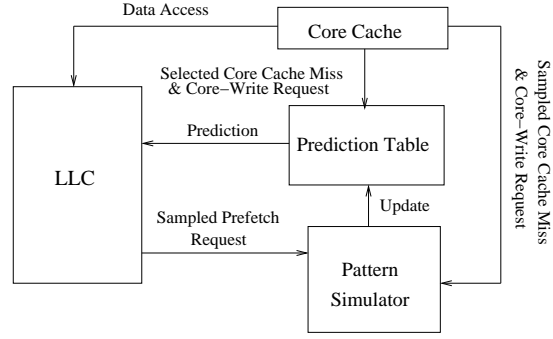 Data Access
Core Cache
Selected Core Cache Miss
& Core−Write Request
Sampled Core Cache Miss
& Core−Write Request
Prediction
Prediction Table
LLC
Update
Sampled Prefetch
Request
Pattern
Simulator